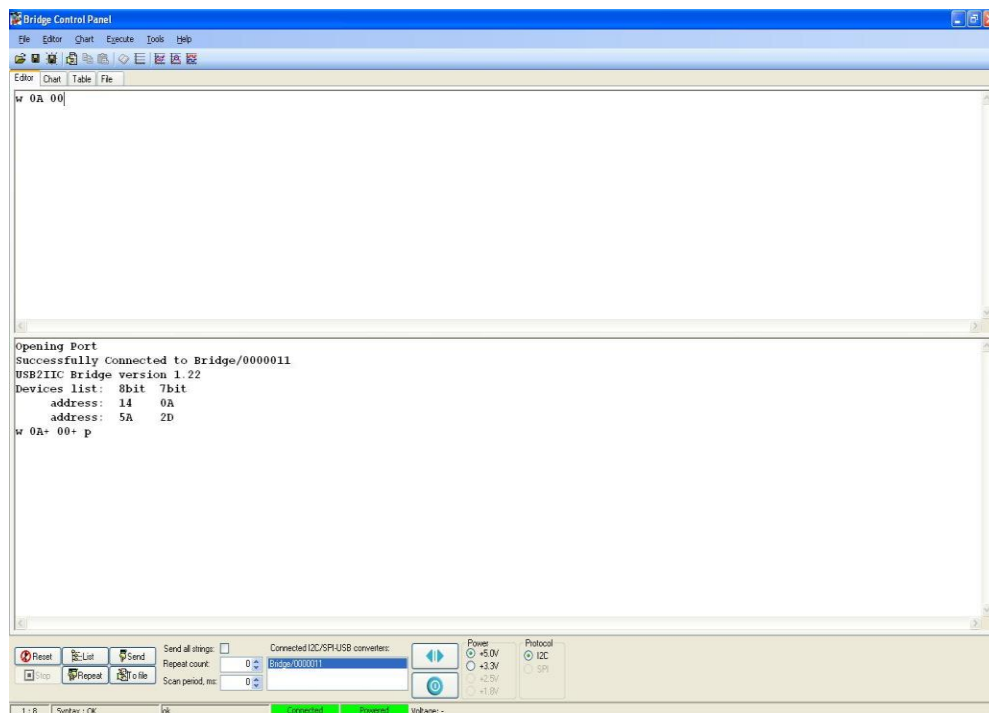 Bridge Control Panel
File Editor Chart Execute Tools Help
Editor Chart Table File
w 0A 00
Opening Port
Successfully Connected to Bridge/0000011
USB2IIC Bridge version 1.22
Devices list: 8bit 7bit
address: 14 0A
address: 5A 2D
w 0A+ 00+ p
Reset List Send
Stop Repeat To file
Send all strings:
Repeat count: 0
Scan period, ms: 0
Connected I2C/SPI-USB converters:
Bridge/0000011
Power
+5.0V
+3.3V
+2.5V
+1.8V
Protocol
I2C
SPI
1 : 8 Syntax : OK ok Connected Powered Voltage: -